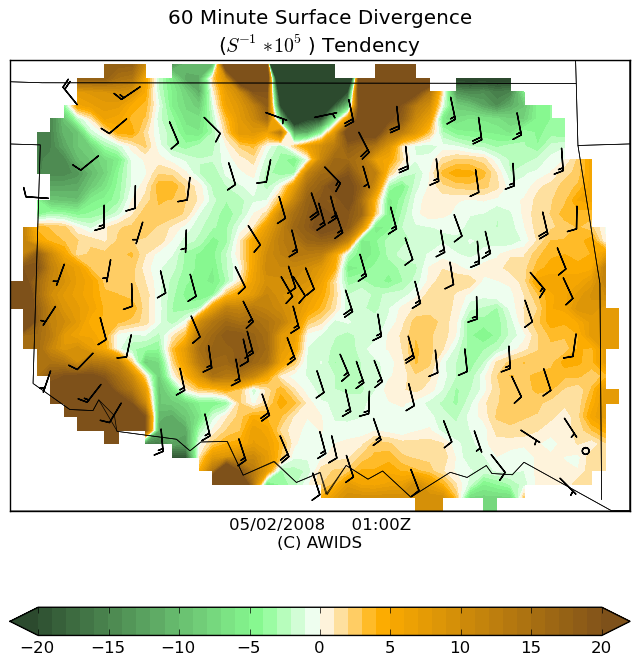 60 Minute Surface Divergence
(S⁻¹ *10⁵ ) Tendency
05/02/2008 01:00Z
(C) AWIDS
−20 −15 −10 −5 0 5 10 15 20